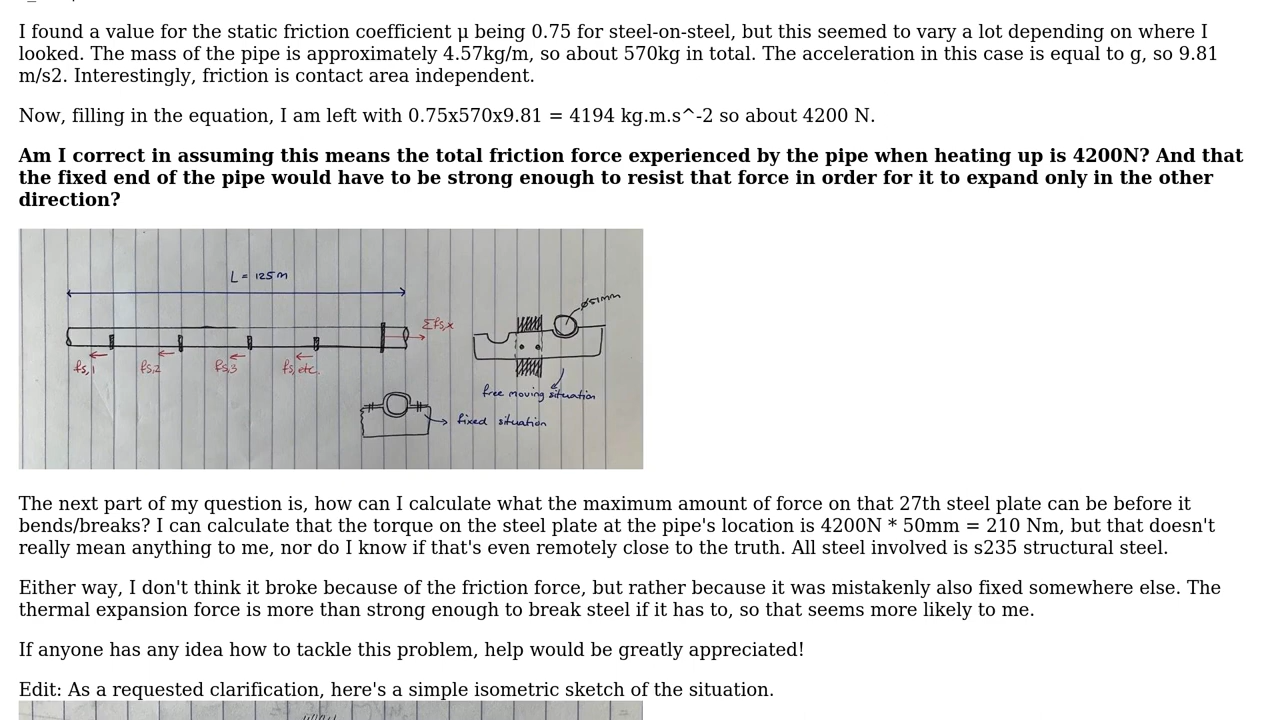 I found a value for the static friction coefficient μ being 0.75 for steel-on-steel, but this seemed to vary a lot depending on where I
looked. The mass of the pipe is approximately 4.57kg/m, so about 570kg in total. The acceleration in this case is equal to g, so 9.81
m/s2. Interestingly, friction is contact area independent.
Now, filling in the equation, I am left with 0.75x570x9.81 = 4194 kg.m.s^-2 so about 4200 N.
Am I correct in assuming this means the total friction force experienced by the pipe when heating up is 4200N? And that
the fixed end of the pipe would have to be strong enough to resist that force in order for it to expand only in the other
direction?
L = 125m
Σfs,x
ø51mm
fs,1 fs,2 fs,3 fs,etc.
free moving situation
fixed situation
The next part of my question is, how can I calculate what the maximum amount of force on that 27th steel plate can be before it
bends/breaks? I can calculate that the torque on the steel plate at the pipe's location is 4200N * 50mm = 210 Nm, but that doesn't
really mean anything to me, nor do I know if that's even remotely close to the truth. All steel involved is s235 structural steel.
Either way, I don't think it broke because of the friction force, but rather because it was mistakenly also fixed somewhere else. The
thermal expansion force is more than strong enough to break steel if it has to, so that seems more likely to me.
If anyone has any idea how to tackle this problem, help would be greatly appreciated!
Edit: As a requested clarification, here's a simple isometric sketch of the situation.